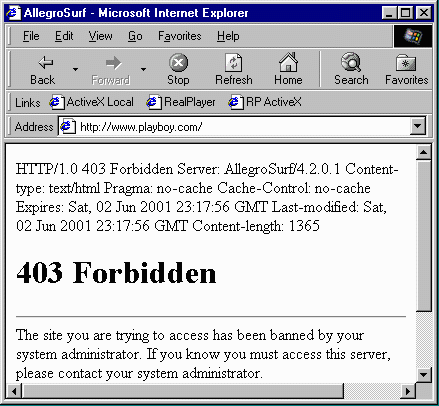 AllegroSurf - Microsoft Internet Explorer
File Edit View Go Favorites Help
Back Forward Stop Refresh Home Search Favorites
Links ActiveX Local RealPlayer RP ActiveX
Address http://www.playboy.com/
HTTP/1.0 403 Forbidden Server: AllegroSurf/4.2.0.1 Content-
type: text/html Pragma: no-cache Cache-Control: no-cache
Expires: Sat, 02 Jun 2001 23:17:56 GMT Last-modified: Sat,
02 Jun 2001 23:17:56 GMT Content-length: 1365
403 Forbidden
The site you are trying to access has been banned by your
system administrator. If you know you must access this server,
please contact your system administrator.